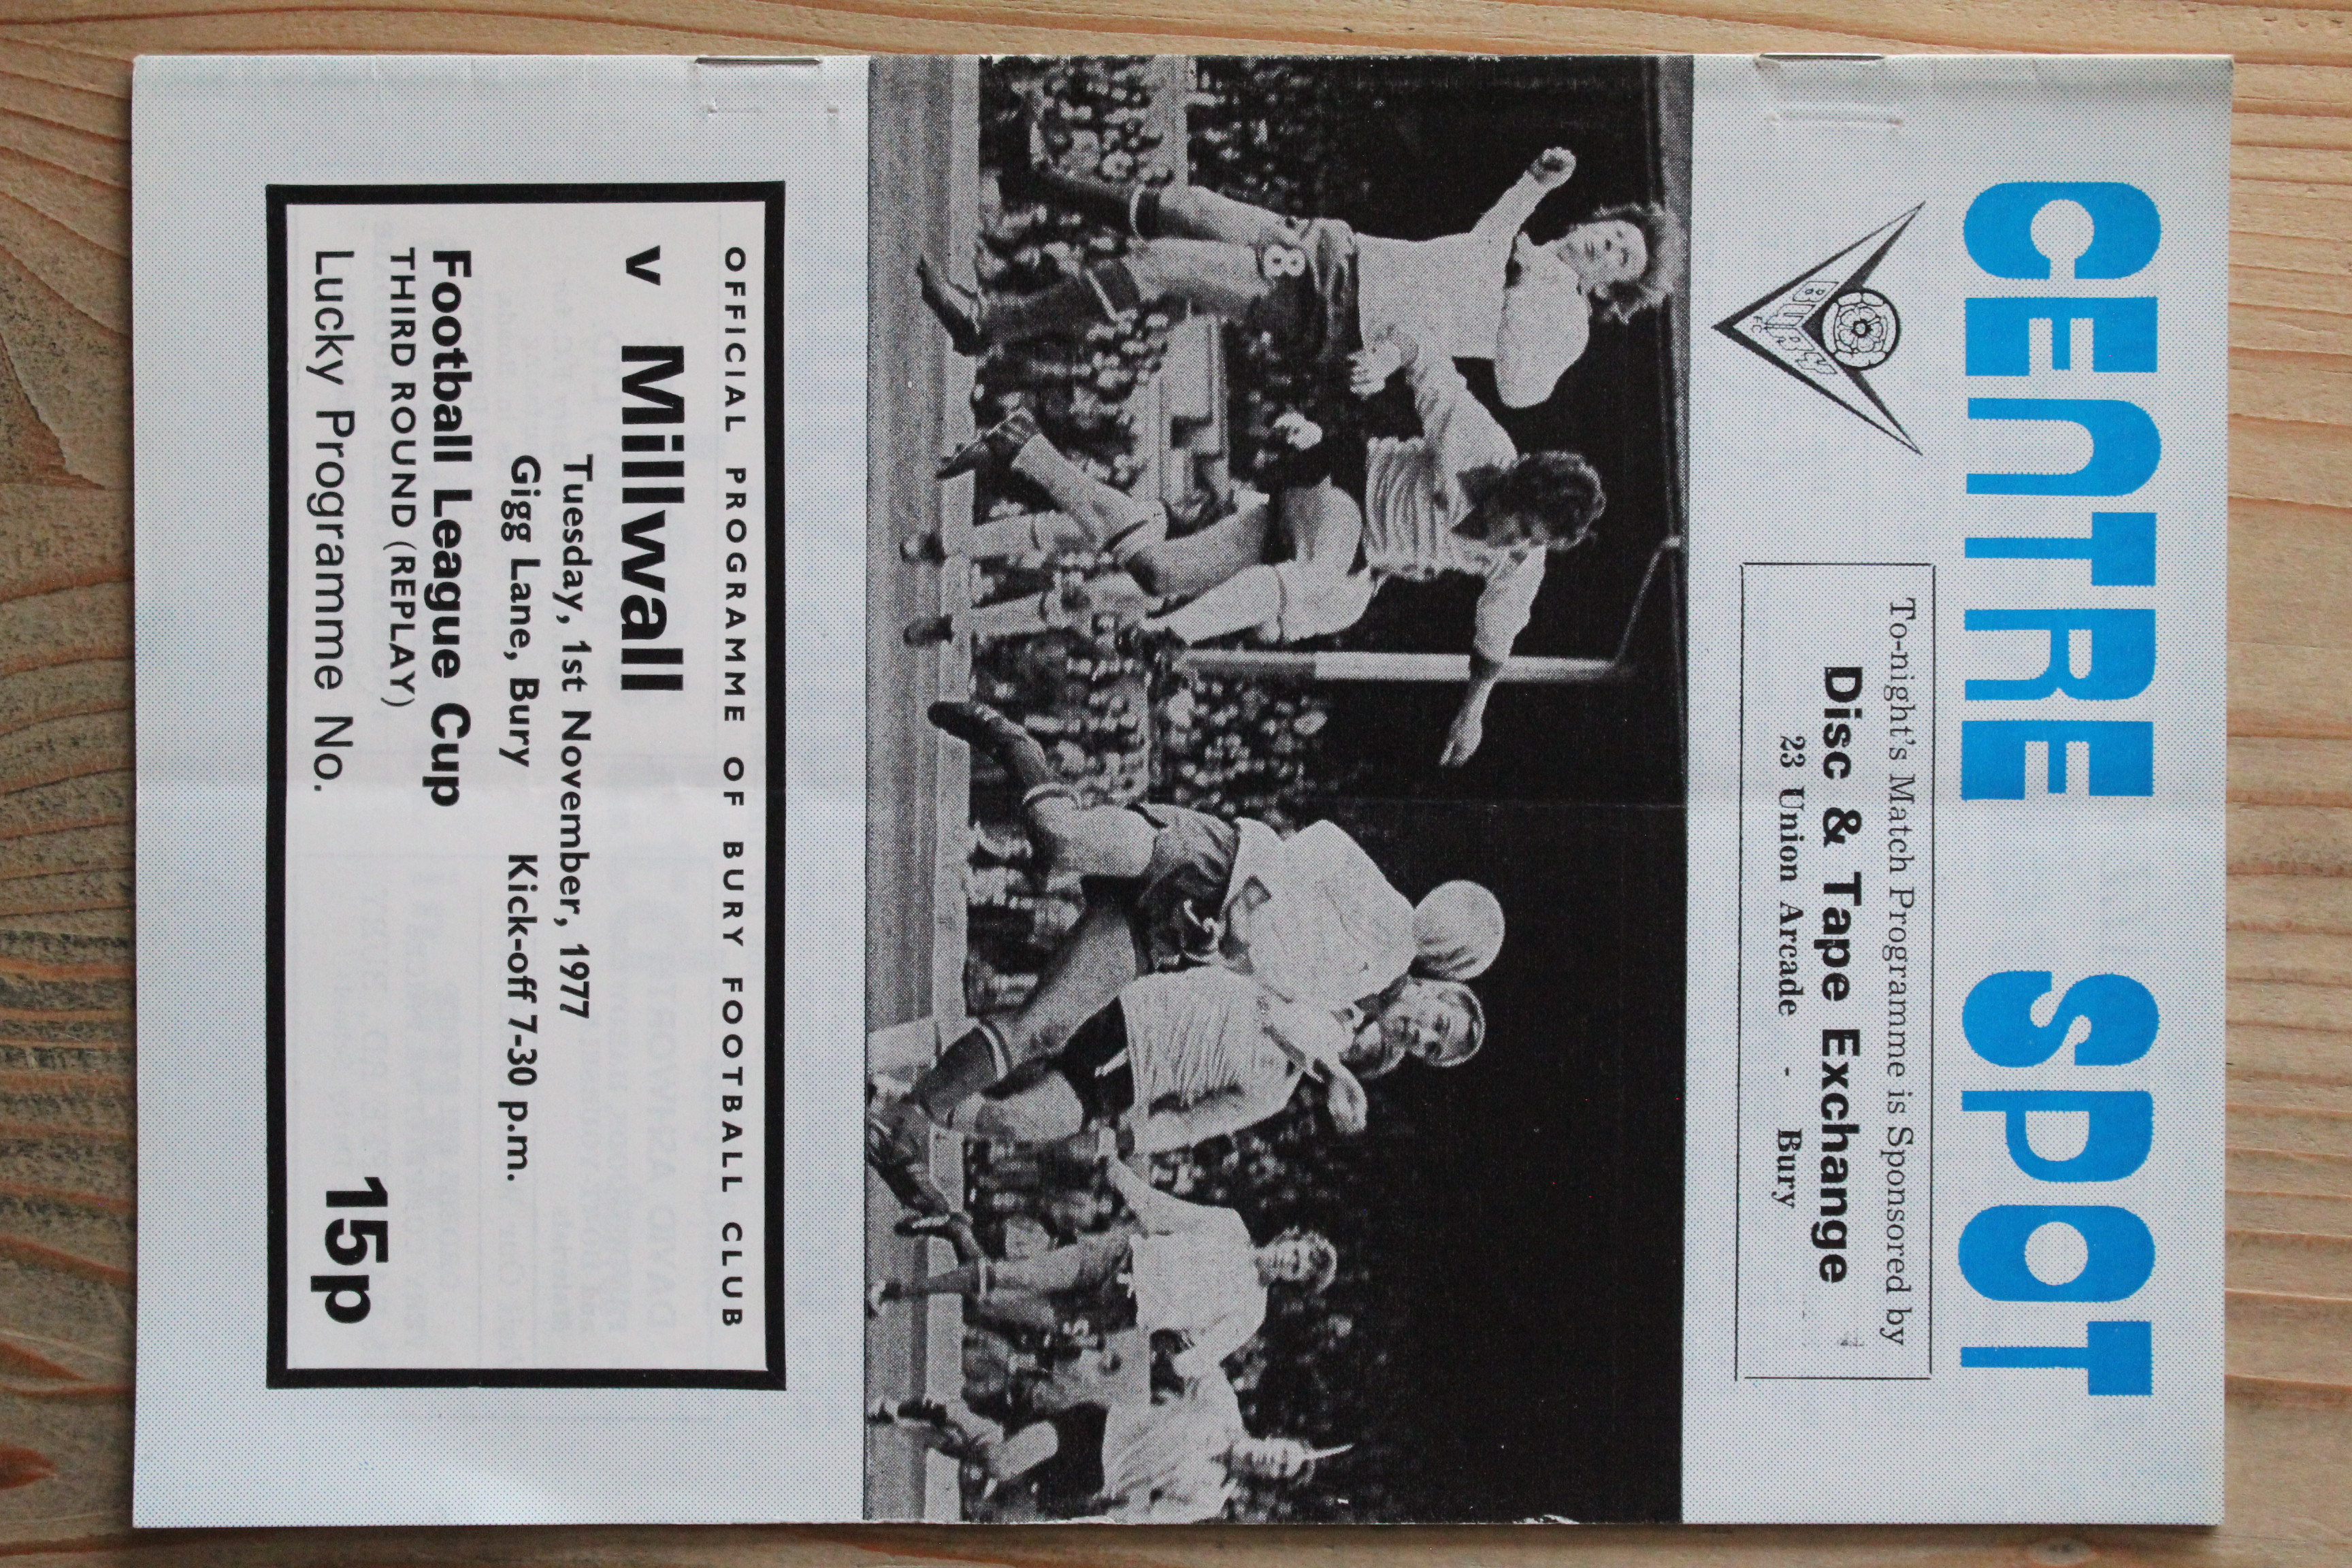 CENTRE SPOT
BURY
F.C.
To-night's Match Programme is Sponsored by
Disc & Tape Exchange
23 Union Arcade - Bury
8
OFFICIAL PROGRAMME OF BURY FOOTBALL CLUB
v Millwall
Tuesday, 1st November, 1977
Gigg Lane, Bury Kick-off 7-30 p.m.
Football League Cup
THIRD ROUND (REPLAY)
Lucky Programme No. 15p